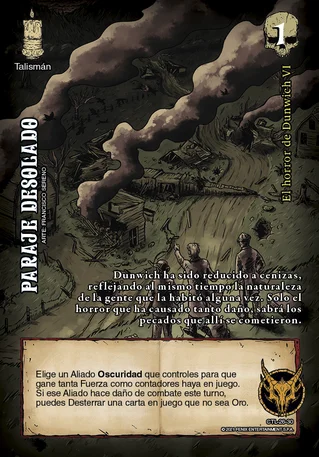 Talismán
1
El horror de Dunwich VI
PARAJE DESOLADO
ARTE: FRANCISCO SERENO
Dunwich ha sido reducido a cenizas,
reflejando al mismo tiempo la naturaleza
de la gente que la habitó alguna vez. Sólo el
horror que ha causado tanto daño, sabrá los
pecados que allí se cometieron.
Elige un Aliado Oscuridad que controles para que
gane tanta Fuerza como contadores haya en juego.
Si ese Aliado hace daño de combate este turno,
puedes Desterrar una carta en juego que no sea Oro.
© 2021 FENIX ENTERTAINMENT S.P.A.